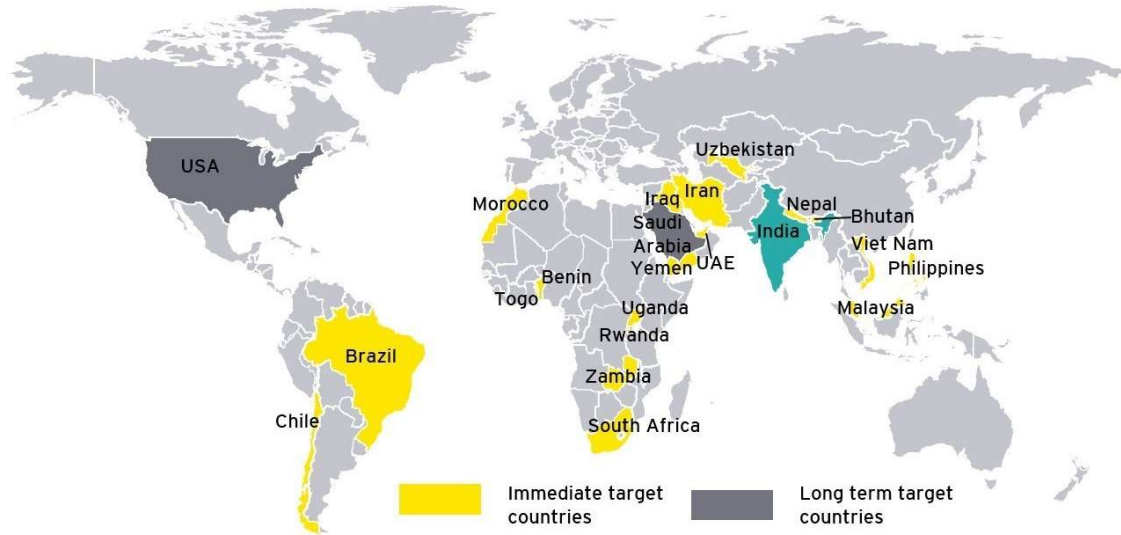 USA
Uzbekistan
Morocco
Iraq
Iran
Nepal
Bhutan
Saudi
Arabia
India
Viet Nam
Yemen
UAE
Philippines
Benin
Togo
Malaysia
Uganda
Rwanda
Brazil
Zambia
Chile
South Africa
Immediate target
countries
Long term target
countries